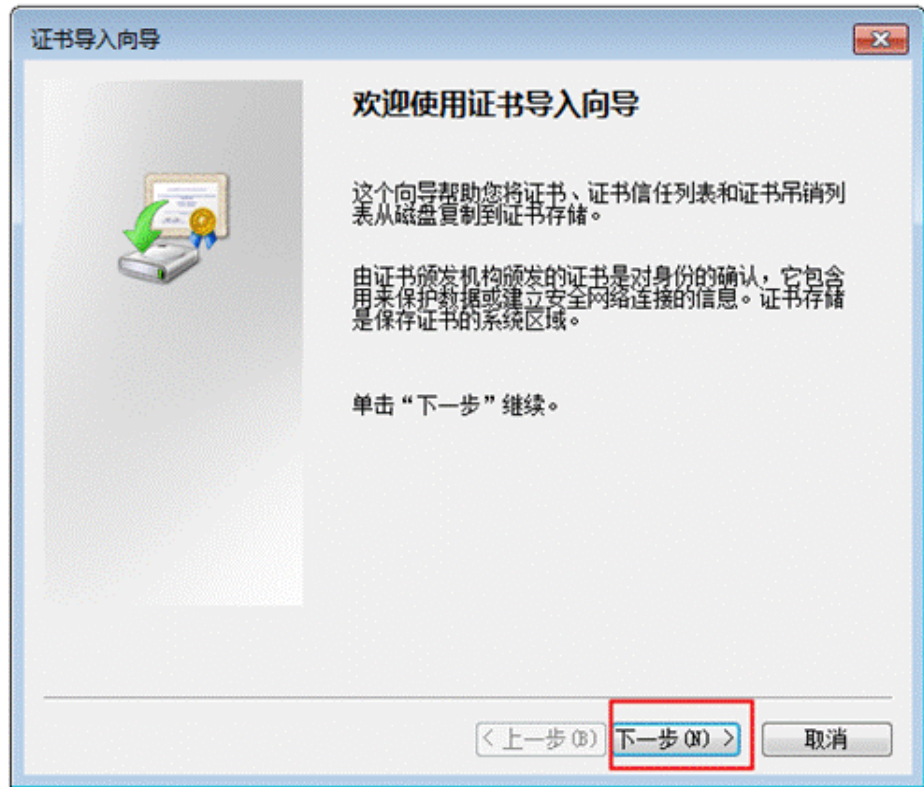 证书导入向导
欢迎使用证书导入向导
这个向导帮助您将证书、证书信任列表和证书吊销列
表从磁盘复制到证书存储。
由证书颁发机构颁发的证书是对身份的确认，它包含
用来保护数据或建立安全网络连接的信息。证书存储
是保存证书的系统区域。
单击“下一步”继续。
< 上一步(B) 下一步(N) > 取消